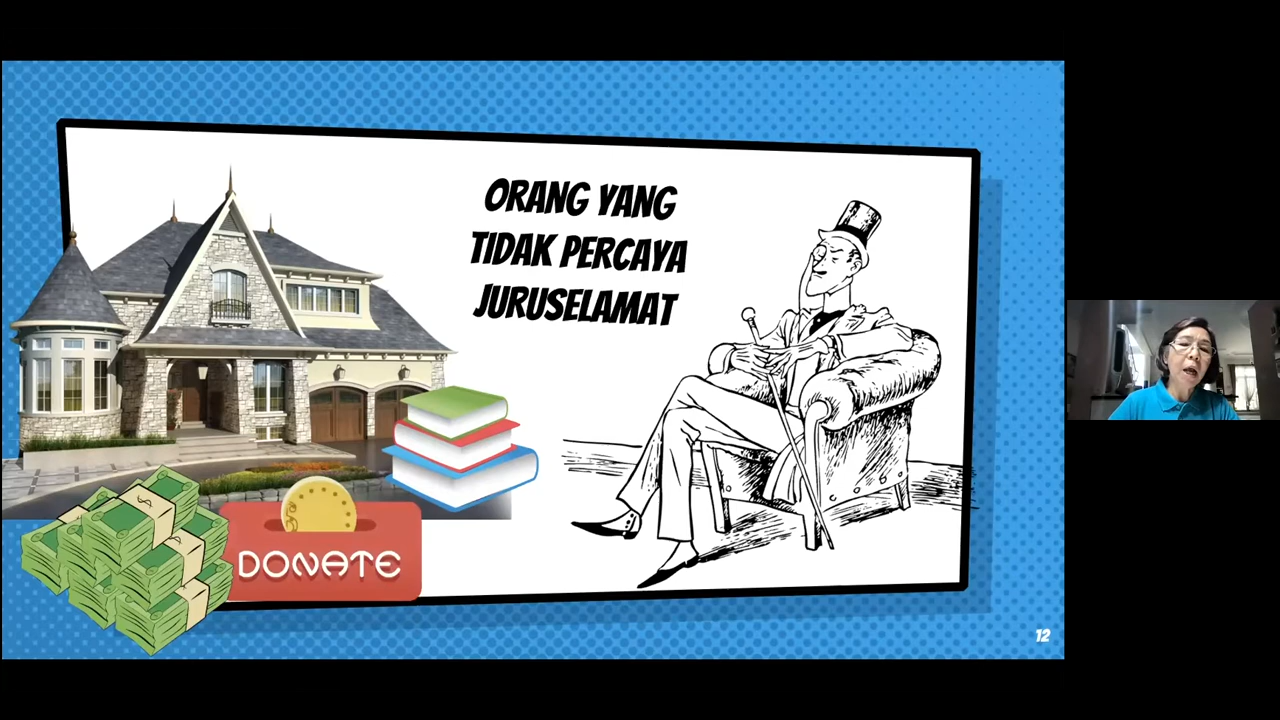 ORANG YANG
TIDAK PERCAYA
JURUSELAMAT
DONATE
12